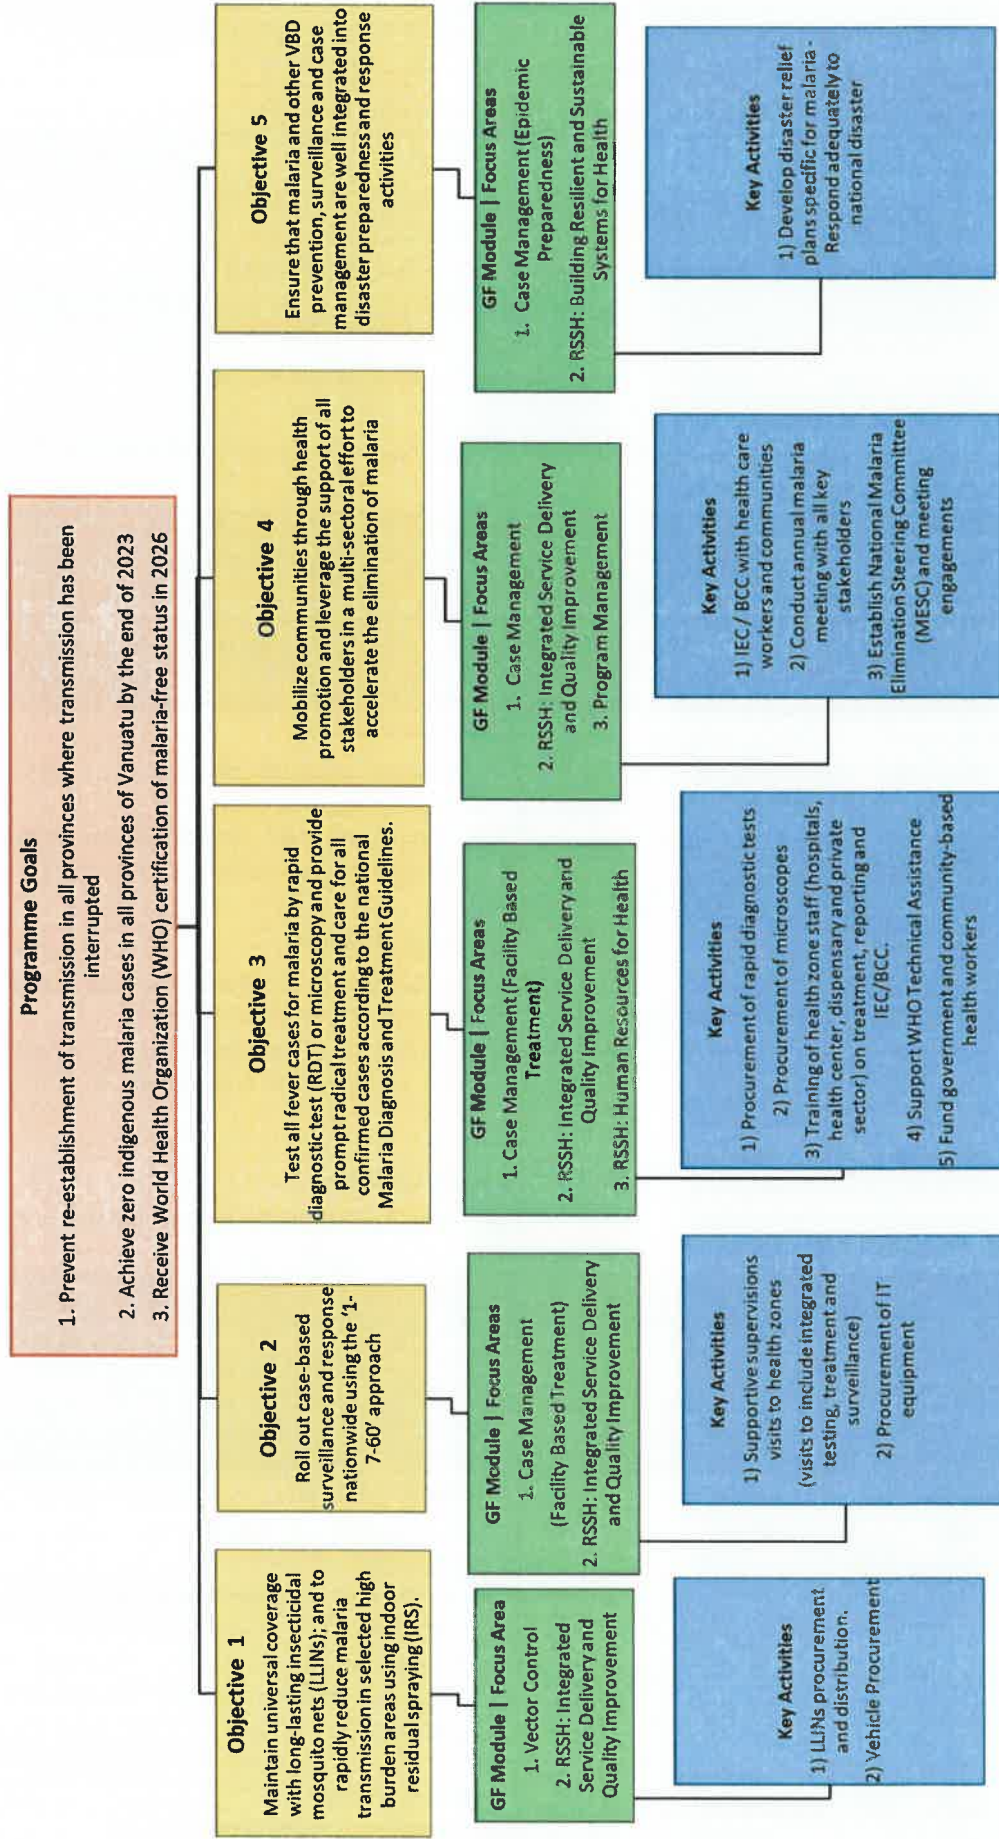 Programme Goals
1. Prevent re-establishment of transmission in all provinces where transmission has been
interrupted
2. Achieve zero indigenous malaria cases in all provinces of Vanuatu by the end of 2023
3. Receive World Health Organization (WHO) certification of malaria-free status in 2026
Objective 1
Maintain universal coverage
with long-lasting insecticidal
mosquito nets (LLINs); and to
rapidly reduce malaria
transmission in selected high
burden areas using indoor
residual spraying (IRS).
GF Module | Focus Area
1. Vector Control
2. RSSH: Integrated
Service Delivery and
Quality Improvement
Key Activities
1) LLINs procurement
and distribution.
2) Vehicle Procurement
Objective 2
Roll out case-based
surveillance and response
nationwide using the '1-
7-60' approach
GF Module | Focus Areas
1. Case Management
(Facility Based Treatment)
2. RSSH: Integrated Service Delivery
and Quality Improvement
Key Activities
1) Supportive supervisions
visits to health zones
(visits to include integrated
testing, treatment and
surveillance)
2) Procurement of IT
equipment
Objective 3
Test all fever cases for malaria by rapid
diagnostic test (RDT) or microscopy and provide
prompt radical treatment and care for all
confirmed cases according to the national
Malaria Diagnosis and Treatment Guidelines.
GF Module | Focus Areas
1. Case Management (Facility Based
Treatment)
2. RSSH: Integrated Service Delivery and
Quality Improvement
3. RSSH: Human Resources for Health
Key Activities
1) Procurement of rapid diagnostic tests
2) Procurement of microscopes
3) Training of health zone staff (hospitals,
health center, dispensary and private
sector) on treatment, reporting and
IEC/BCC.
4) Support WHO Technical Assistance
5) Fund government and community-based
health workers
Objective 4
Mobilize communities through health
promotion and leverage the support of all
stakeholders in a multi-sectoral effort to
accelerate the elimination of malaria
GF Module | Focus Areas
1. Case Management
2. RSSH: Integrated Service Delivery
and Quality Improvement
3. Program Management
Key Activities
1) IEC/ BCC with health care
workers and communities
2) Conduct annual malaria
meeting with all key
stakeholders
3) Establish National Malaria
Elimination Steering Committee
(MESC) and meeting
engagements
Objective 5
Ensure that malaria and other VBD
prevention, surveillance and case
management are well integrated into
disaster preparedness and response
activities
GF Module | Focus Areas
1. Case Management (Epidemic
Preparedness)
2. RSSH: Building Resilient and Sustainable
Systems for Health
Key Activities
1) Develop disaster relief
plans specific for malaria -
Respond adequately to
national disaster